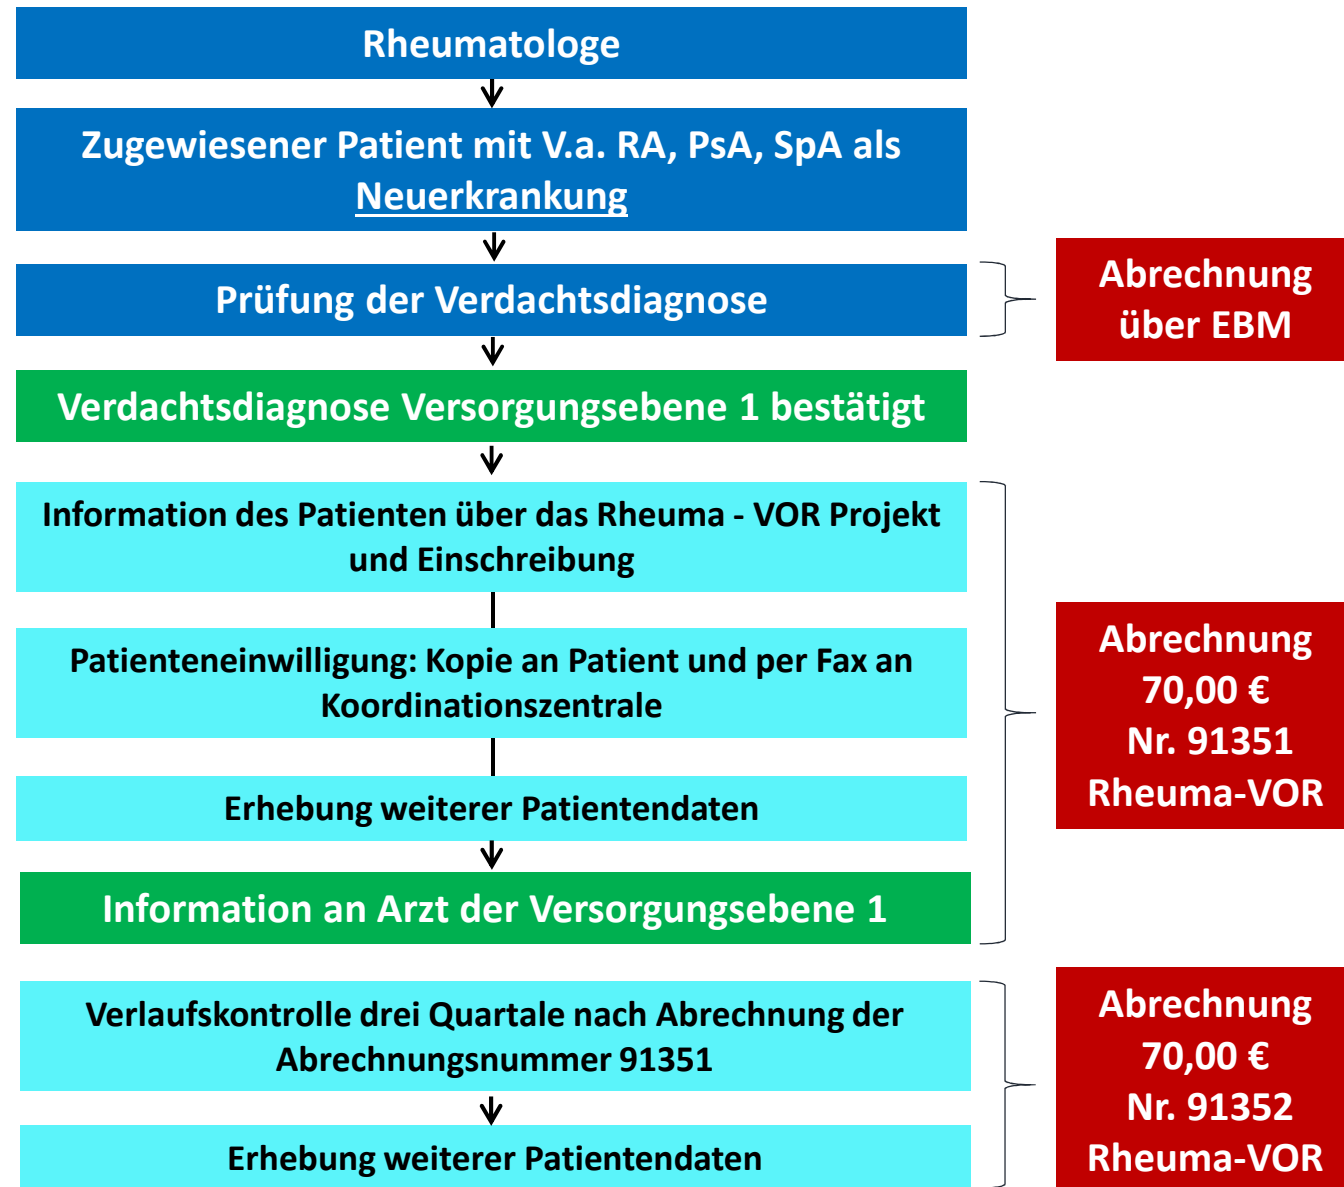 Rheumatologe
Zugewiesener Patient mit V.a. RA, PsA, SpA als
Neuerkrankung
Prüfung der Verdachtsdiagnose
Abrechnung
über EBM
Verdachtsdiagnose Versorgungsebene 1 bestätigt
Information des Patienten über das Rheuma - VOR Projekt
und Einschreibung
Patienteneinwilligung: Kopie an Patient und per Fax an
Koordinationszentrale
Erhebung weiterer Patientendaten
Information an Arzt der Versorgungsebene 1
Abrechnung
70,00 €
Nr. 91351
Rheuma-VOR
Verlaufskontrolle drei Quartale nach Abrechnung der
Abrechnungsnummer 91351
Erhebung weiterer Patientendaten
Abrechnung
70,00 €
Nr. 91352
Rheuma-VOR